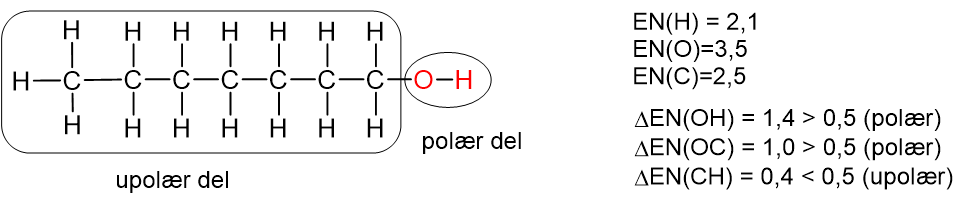 H H H H H H H
H C C C C C C C O H
H H H H H H H
polær del
upolær del
EN(H) = 2,1
EN(O)=3,5
EN(C)=2,5
ΔEN(OH) = 1,4 > 0,5 (polær)
ΔEN(OC) = 1,0 > 0,5 (polær)
ΔEN(CH) = 0,4 < 0,5 (upolær)